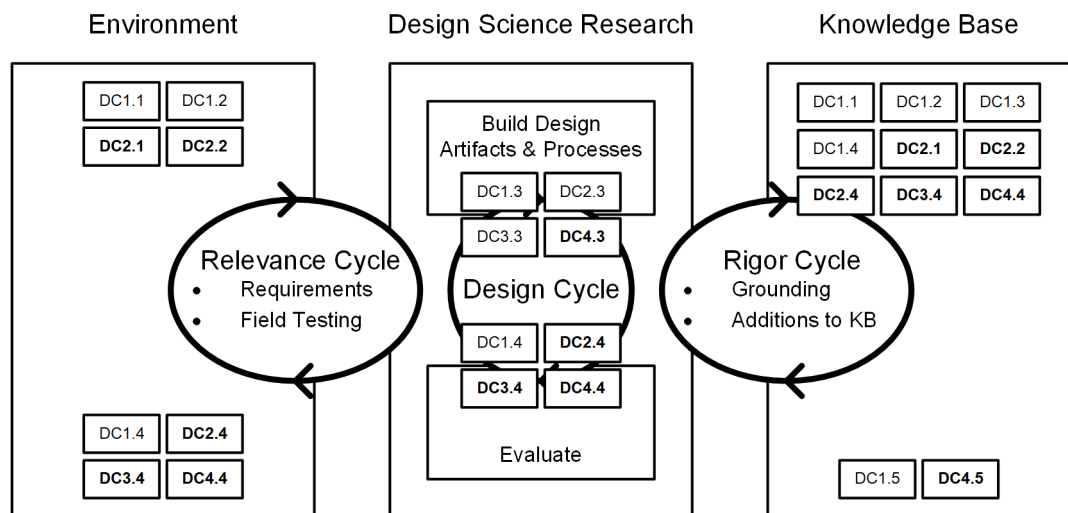 Environment
Design Science Research
Knowledge Base
DC1.1 DC1.2
DC2.1 DC2.2
DC1.4 DC2.4
DC3.4 DC4.4
Relevance Cycle
• Requirements
• Field Testing
Build Design
Artifacts & Processes
DC1.3 DC2.3
DC3.3 DC4.3
Design Cycle
DC1.4 DC2.4
DC3.4 DC4.4
Evaluate
Rigor Cycle
• Grounding
• Additions to KB
DC1.1 DC1.2 DC1.3
DC1.4 DC2.1 DC2.2
DC2.4 DC3.4 DC4.4
DC1.5 DC4.5